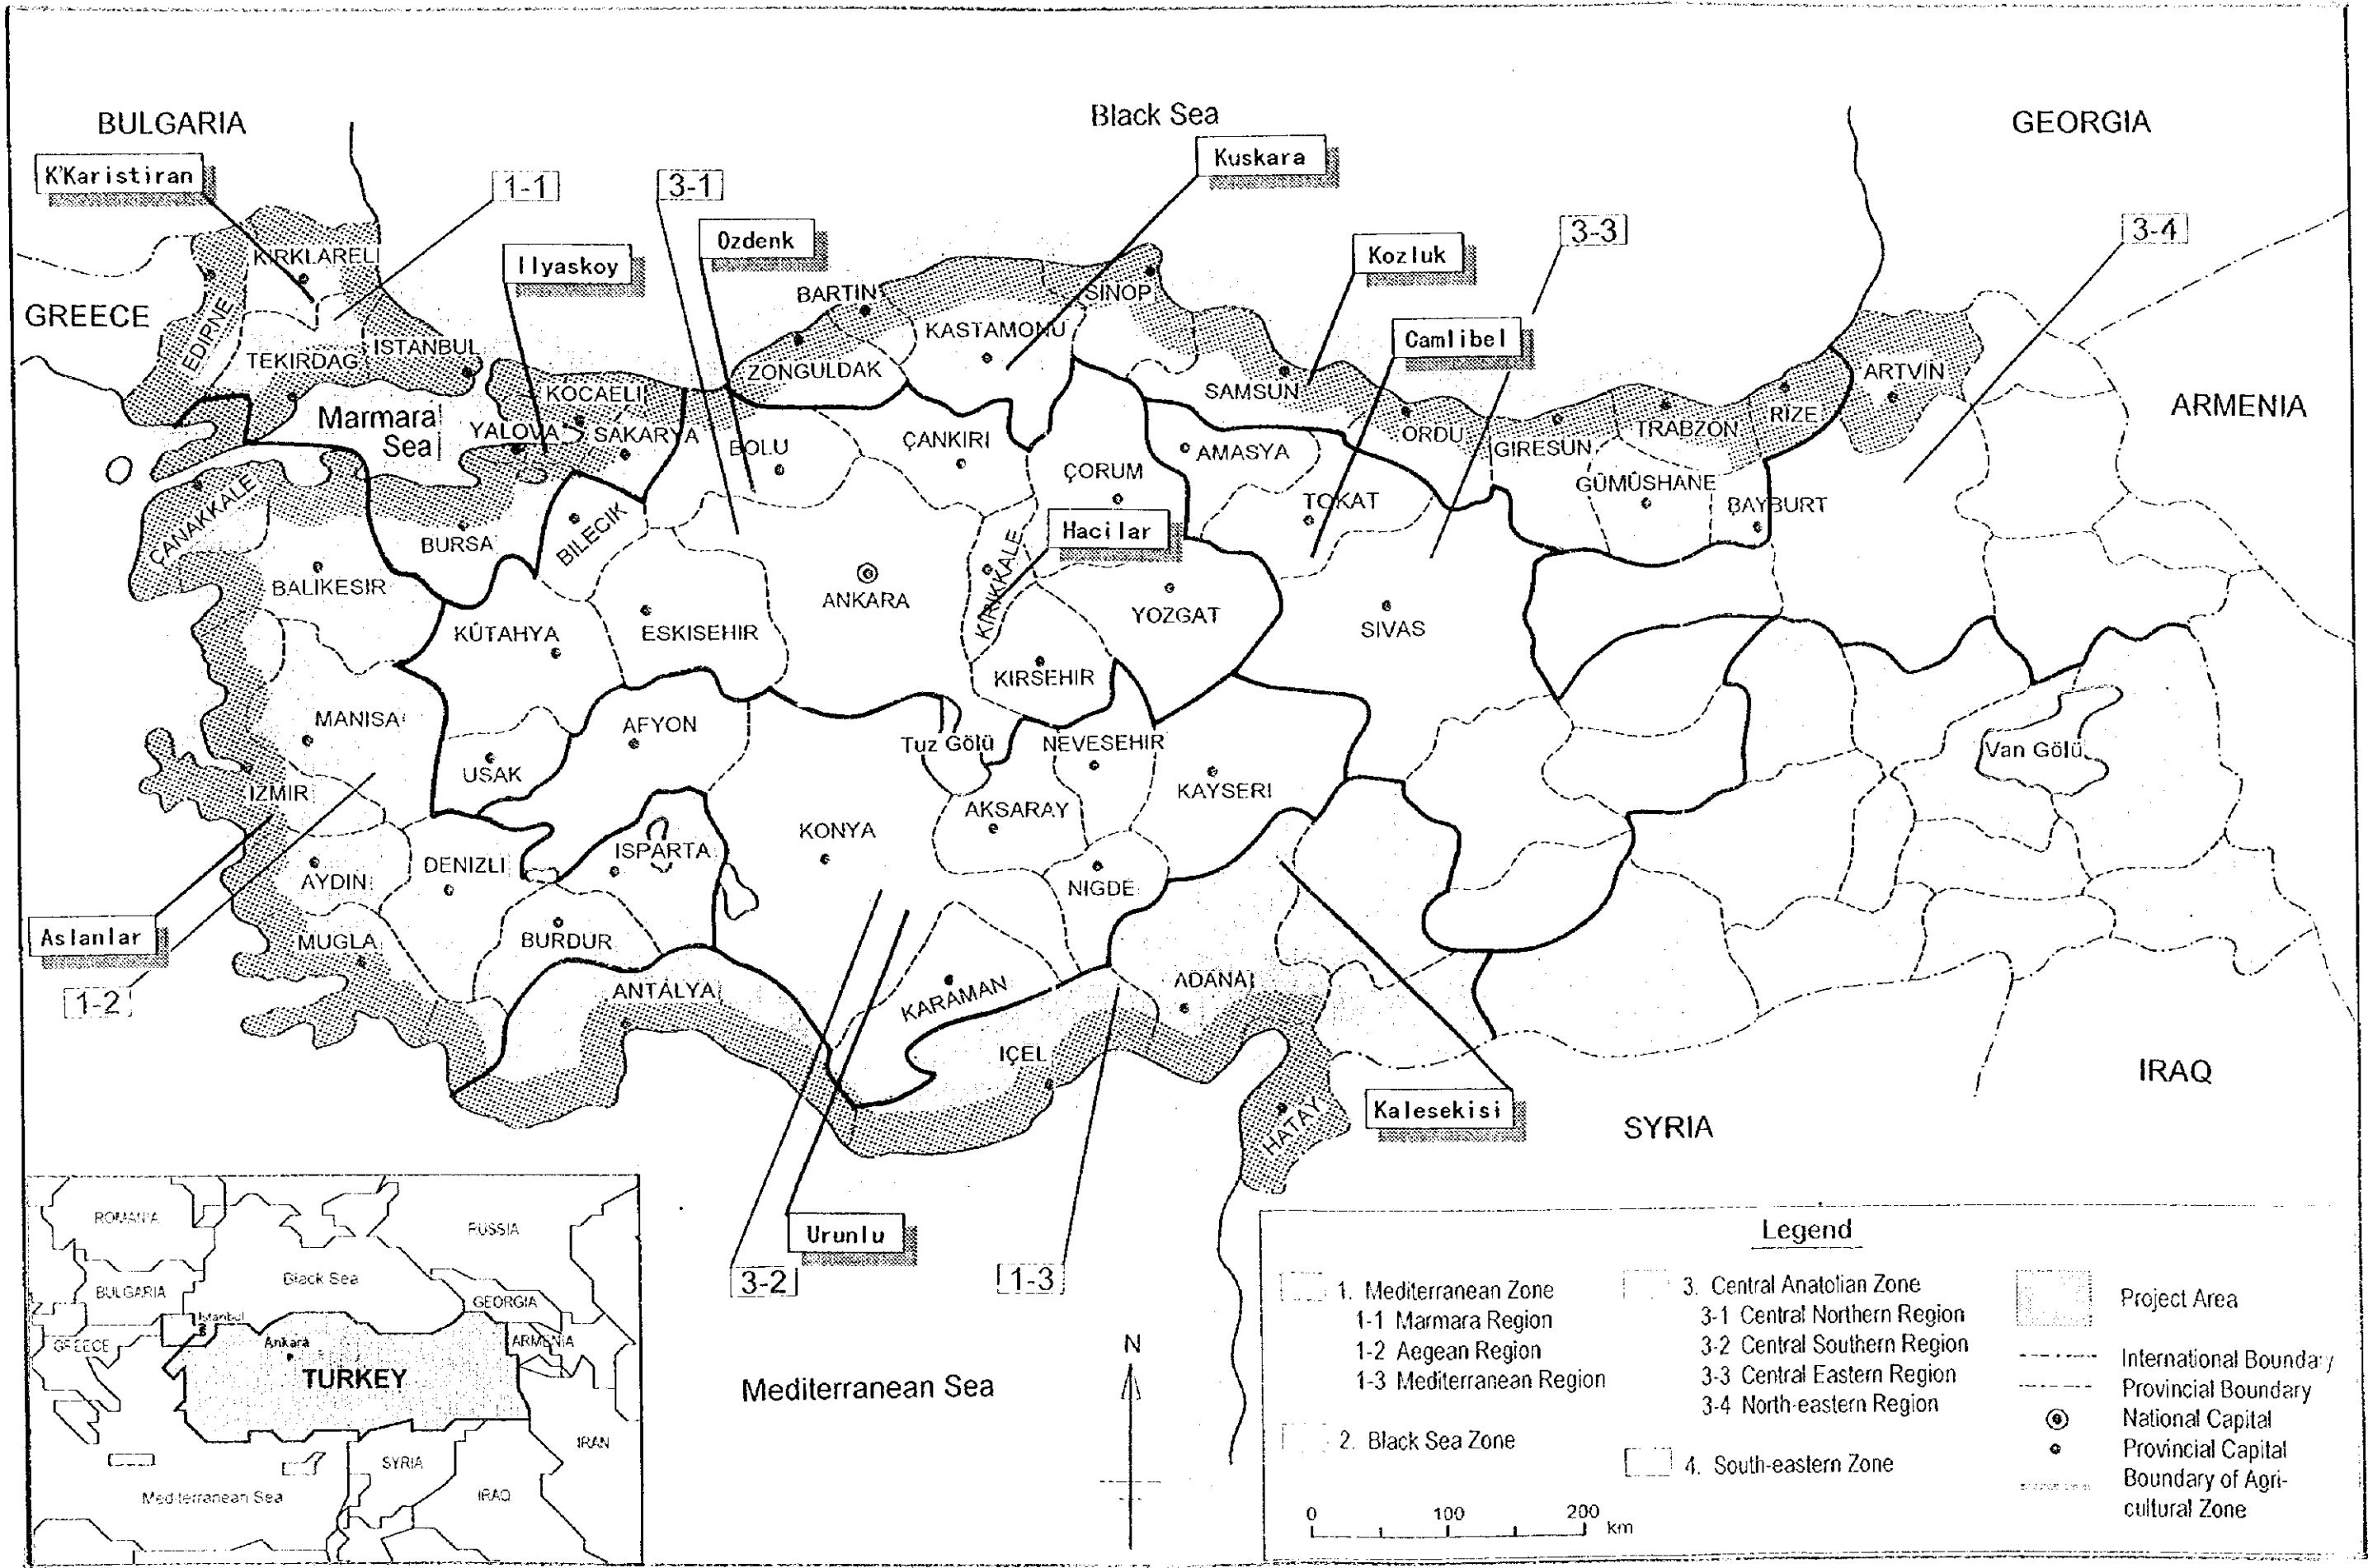 BULGARIA
Black Sea
GEORGIA
K'Karistiran
1-1
3-1
Kuskara
Ozdenk
Ilyaskoy
Kozluk
3-3
3-4
KIRKLARELI
GREECE
EDIRNE
TEKIRDAG
ISTANBUL
BARTIN
SINOP
KASTAMONU
ZONGULDAK
Camlibel
ARTVIN
ARMENIA
KOCAELI
Marmara
Sea
YALOVA
SAKARYA
BOLU
ÇANKIRI
SAMSUN
ORDU
GIRESUN
TRABZON
RIZE
AMASYA
ÇORUM
TOKAT
GÜMÜSHANE
BAYBURT
ÇANAKKALE
BURSA
BILECIK
Hacilar
BALIKESIR
KÜTAHYA
ESKISEHIR
ANKARA
KIRIKKALE
YOZGAT
SIVAS
KIRSEHIR
MANISA
AFYON
Tuz Gölü
NEVESEHIR
Van Gölü
USAK
IZMIR
KAYSERI
AKSARAY
KONYA
ISPARTA
DENIZLI
AYDIN
NIGDE
Aslanlar
MUGLA
BURDUR
1-2
ANTALYA
KARAMAN
ADANA
IÇEL
HATAY
Kalesekisi
SYRIA
IRAQ
Urunlu
3-2
1-3
ROMANIA
RUSSIA
BULGARIA
Black Sea
GEORGIA
Istanbul
GREECE
Ankara
ARMENIA
TURKEY
IRAN
SYRIA
Mediterranean Sea
IRAQ
Mediterranean Sea
N
Legend
1. Mediterranean Zone
1-1 Marmara Region
1-2 Aegean Region
1-3 Mediterranean Region
2. Black Sea Zone
3. Central Anatolian Zone
3-1 Central Northern Region
3-2 Central Southern Region
3-3 Central Eastern Region
3-4 North-eastern Region
4. South-eastern Zone
Project Area
International Boundary
Provincial Boundary
National Capital
Provincial Capital
Boundary of Agri-
cultural Zone
0 100 200 km